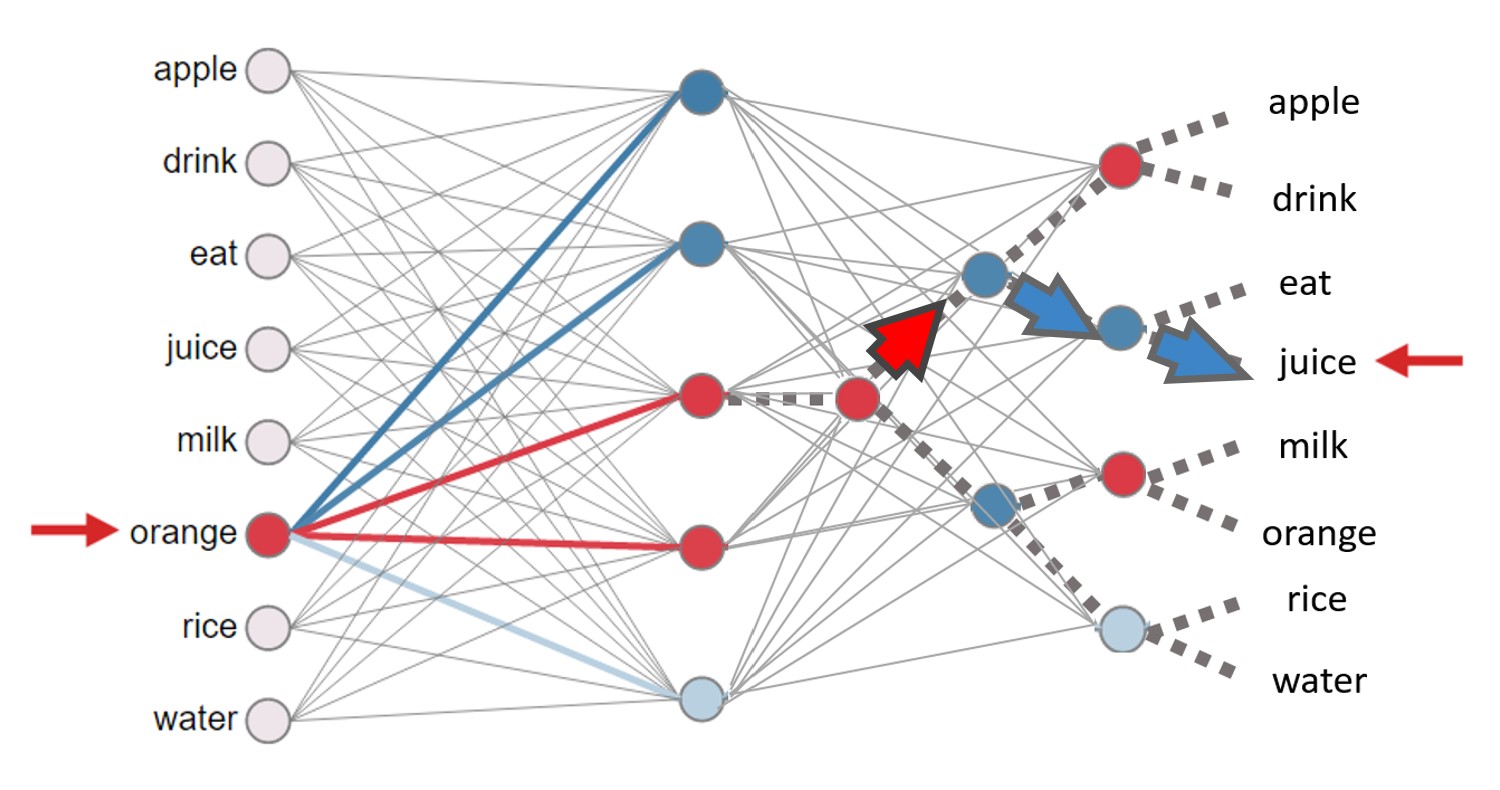 apple
drink
eat
juice
milk
orange
rice
water
apple
drink
eat
juice
milk
orange
rice
water